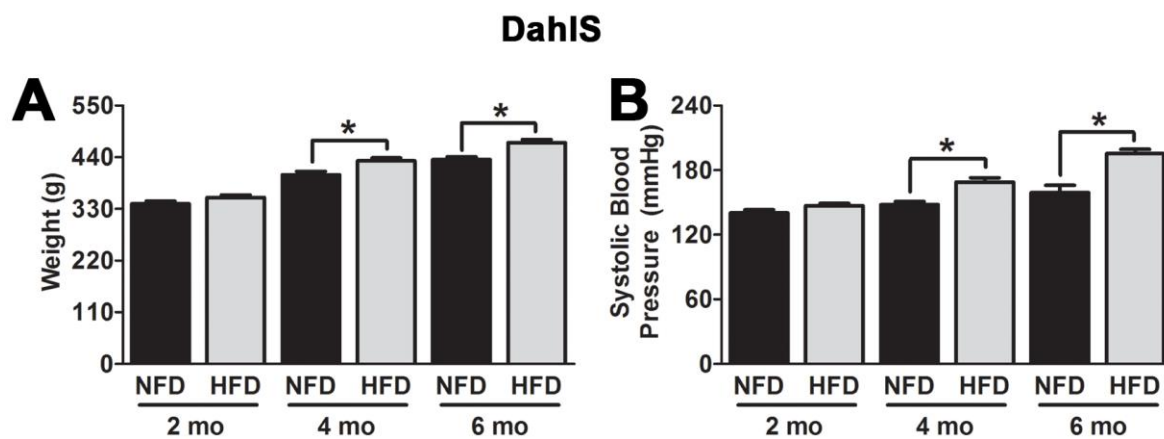 DahlS
A
Weight (g)
550
440
330
220
110
0
*
*
NFD HFD NFD HFD NFD HFD
2 mo 4 mo 6 mo
B
Systolic Blood
Pressure (mmHg)
240
180
120
60
0
*
*
NFD HFD NFD HFD NFD HFD
2 mo 4 mo 6 mo